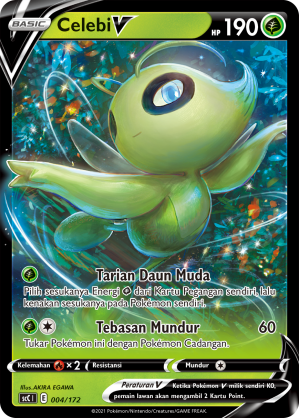 BASIC Celebi V HP 190
Tarian Daun Muda
Pilih sesukanya Energi dari Kartu Pegangan sendiri, lalu
kenakan sesukanya pada Pokémon sendiri.
Tebasan Mundur 60
Tukar Pokémon ini dengan Pokémon Cadangan.
Kelemahan × 2 Resistansi Mundur
Illus. AKIRA EGAWA
scC I E 004/172
Peraturan V Ketika Pokémon V milik sendiri KO,
pemain lawan akan mengambil 2 Kartu Point.
©2021 Pokémon/Nintendo/Creatures/GAME FREAK.